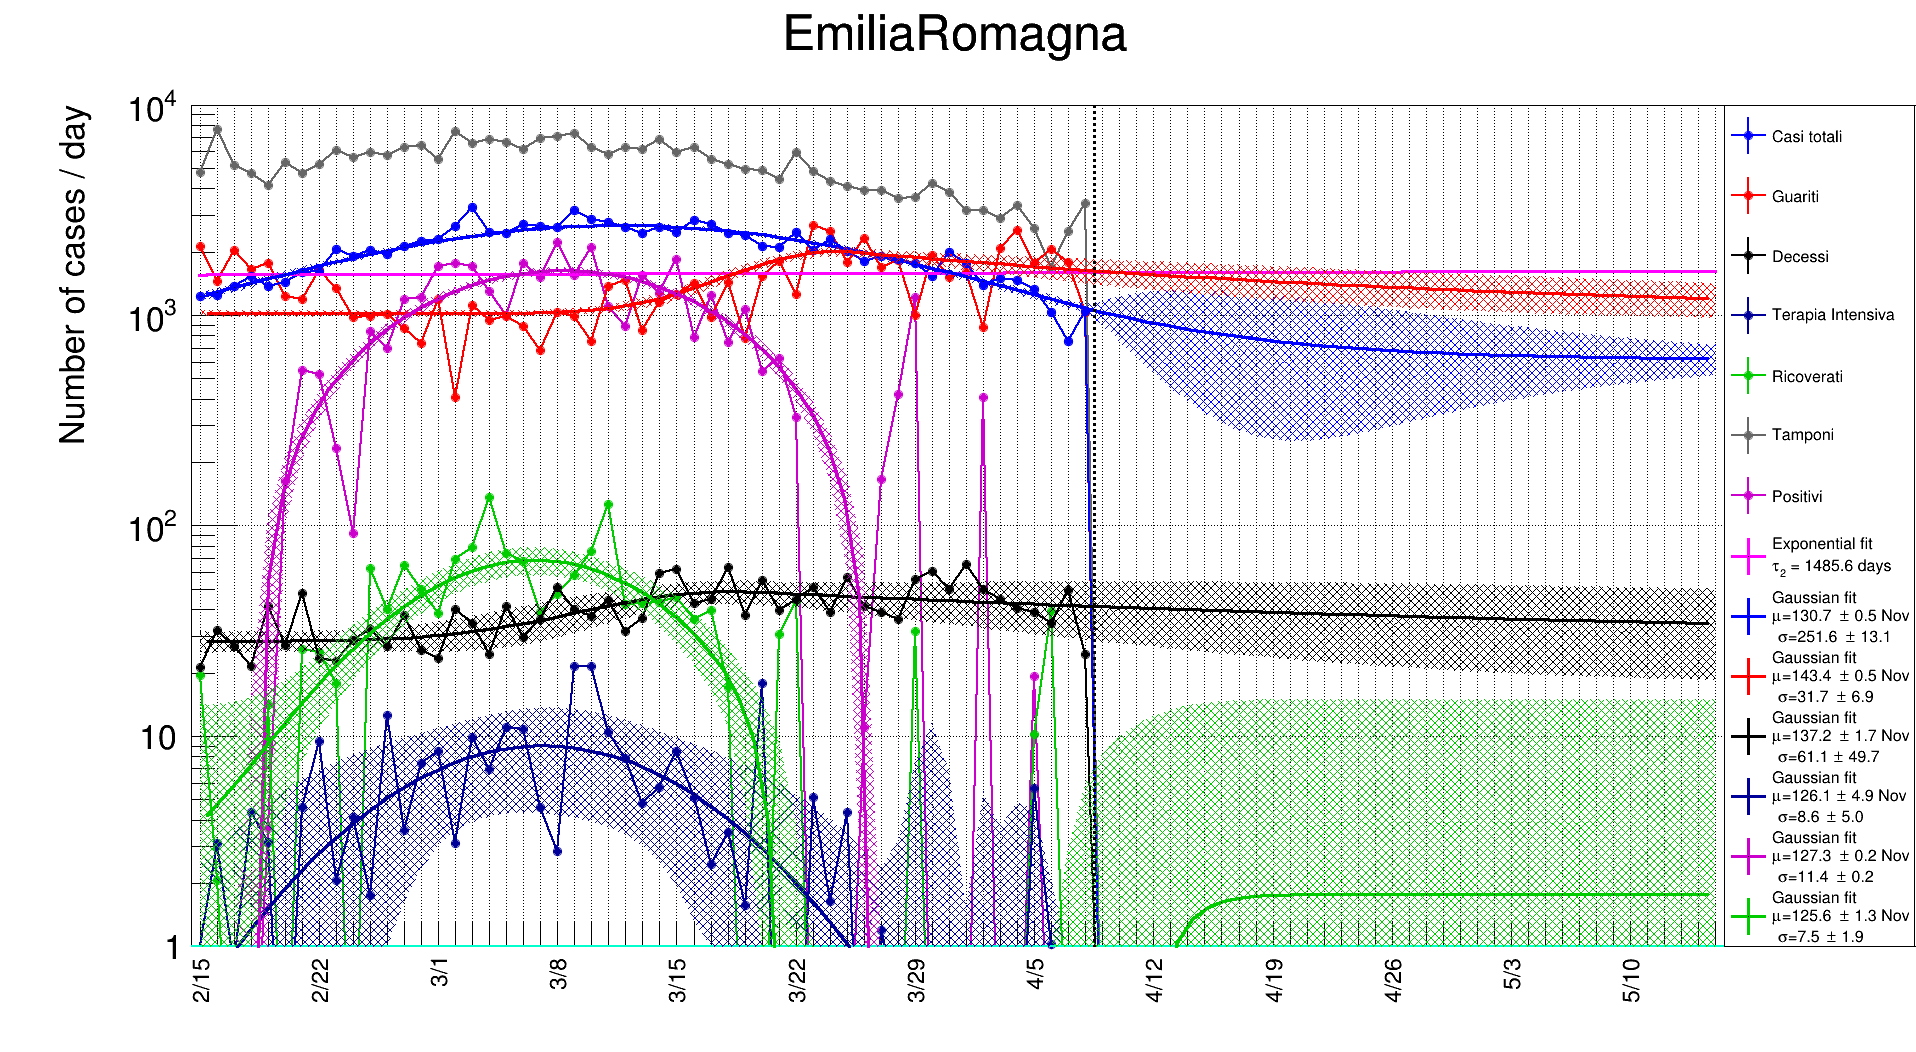 EmiliaRomagna
Number of cases / day
10⁴
10³
10²
10
1
2/15
2/22
3/1
3/8
3/15
3/22
3/29
4/5
4/12
4/19
4/26
5/3
5/10
Casi totali
Guariti
Decessi
Terapia Intensiva
Ricoverati
Tamponi
Positivi
Exponential fit
τ₂ = 1485.6 days
Gaussian fit
μ=130.7 ± 0.5 Nov
σ=251.6 ± 13.1
Gaussian fit
μ=143.4 ± 0.5 Nov
σ=31.7 ± 6.9
Gaussian fit
μ=137.2 ± 1.7 Nov
σ=61.1 ± 49.7
Gaussian fit
μ=126.1 ± 4.9 Nov
σ=8.6 ± 5.0
Gaussian fit
μ=127.3 ± 0.2 Nov
σ=11.4 ± 0.2
Gaussian fit
μ=125.6 ± 1.3 Nov
σ=7.5 ± 1.9